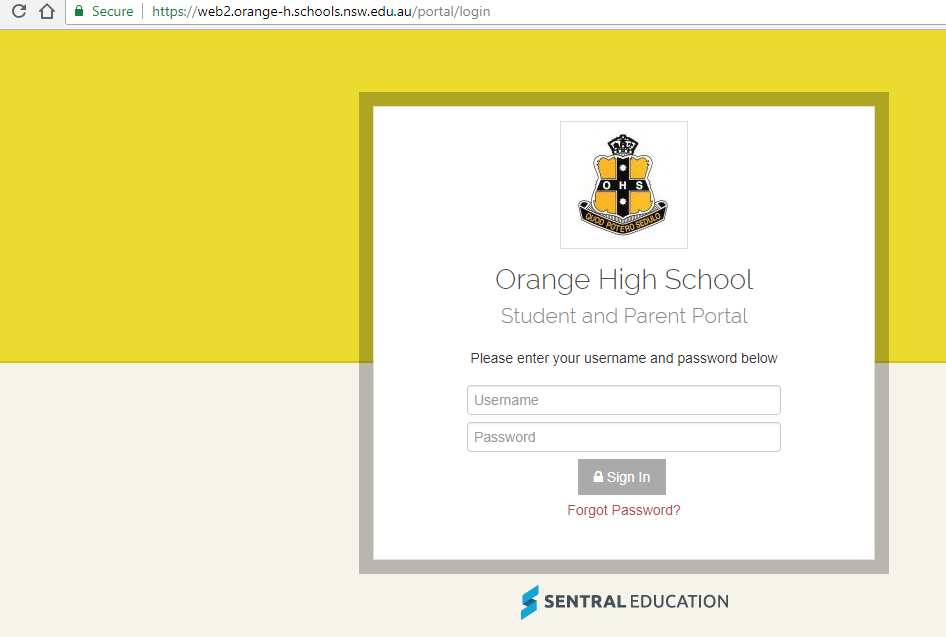 Secure https://web2.orange-h.schools.nsw.edu.au/portal/login
OHS
QUOD POTERO SEDULO
Orange High School
Student and Parent Portal
Please enter your username and password below
Username
Password
Sign In
Forgot Password?
SENTRAL EDUCATION